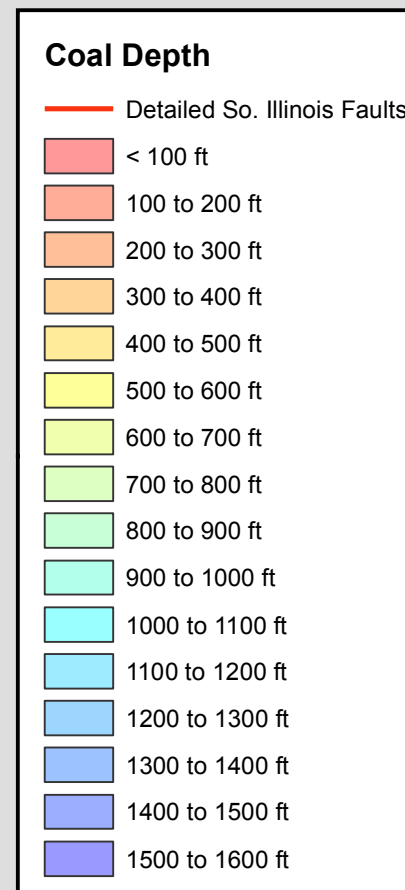 Coal Depth
Detailed So. Illinois Faults
< 100 ft
100 to 200 ft
200 to 300 ft
300 to 400 ft
400 to 500 ft
500 to 600 ft
600 to 700 ft
700 to 800 ft
800 to 900 ft
900 to 1000 ft
1000 to 1100 ft
1100 to 1200 ft
1200 to 1300 ft
1300 to 1400 ft
1400 to 1500 ft
1500 to 1600 ft